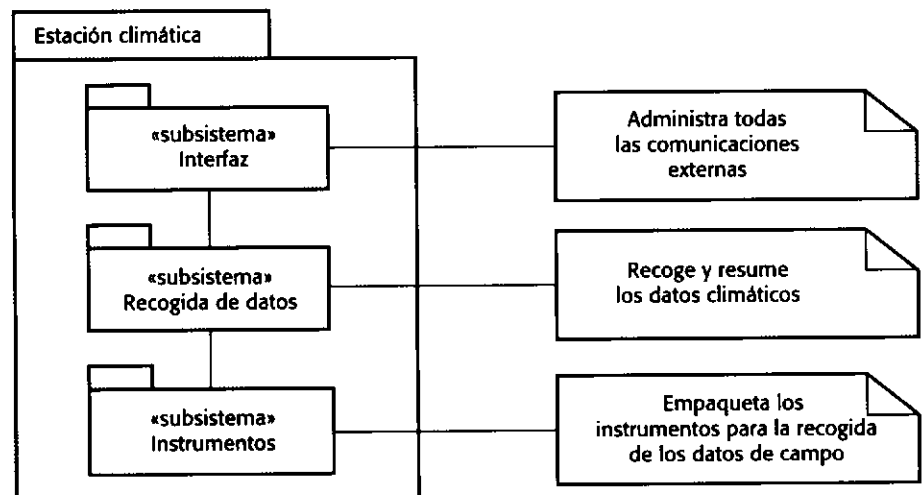 Estación climática
«subsistema»
Interfaz
Administra todas
las comunicaciones
externas
«subsistema»
Recogida de datos
Recoge y resume
los datos climáticos
«subsistema»
Instrumentos
Empaqueta los
instrumentos para la recogida
de los datos de campo